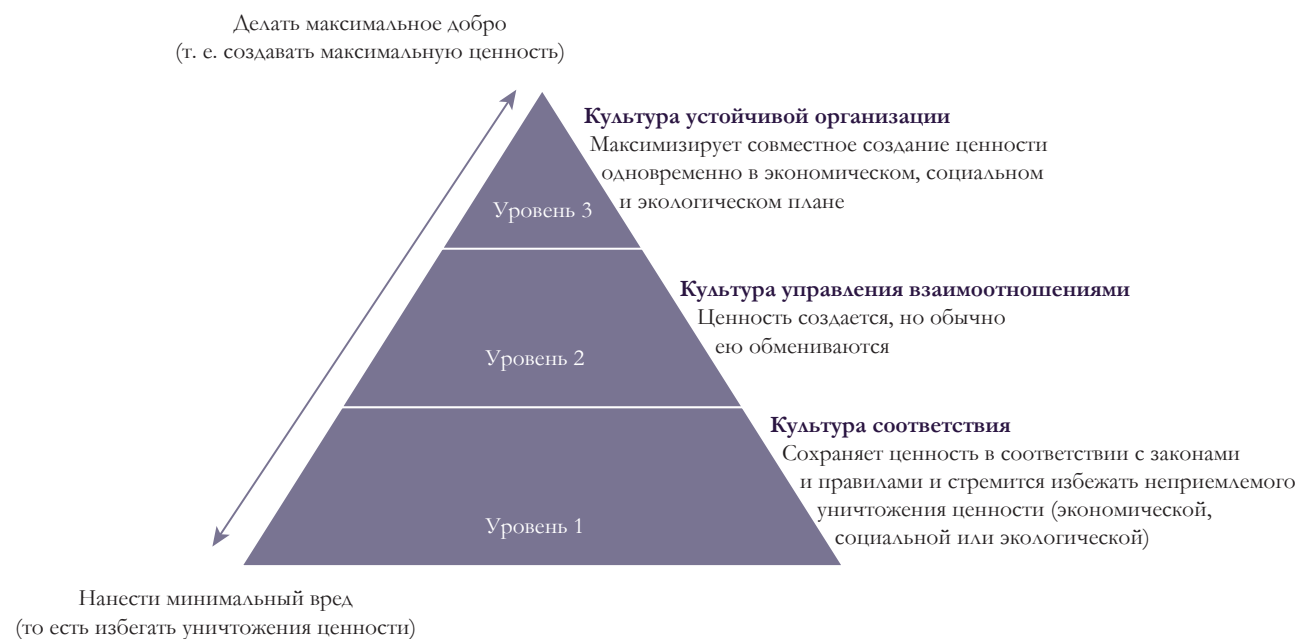 Делать максимальное добро
(т. е. создавать максимальную ценность)
Культура устойчивой организации
Максимизирует совместное создание ценности
одновременно в экономическом, социальном
и экологическом плане
Уровень 3
Культура управления взаимоотношениями
Ценность создается, но обычно
ею обмениваются
Уровень 2
Культура соответствия
Сохраняет ценность в соответствии с законами
и правилами и стремится избежать неприемлемого
уничтожения ценности (экономической,
социальной или экологической)
Уровень 1
Нанести минимальный вред
(то есть избегать уничтожения ценности)